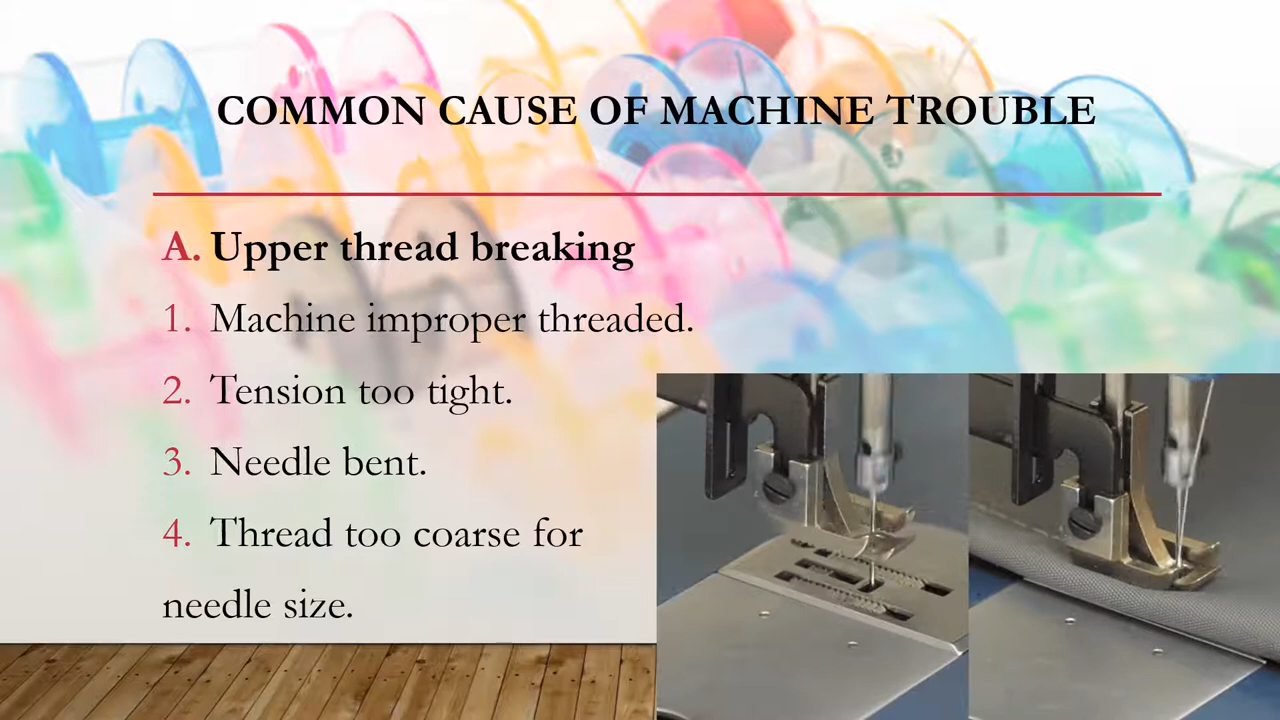 COMMON CAUSE OF MACHINE TROUBLE
A. Upper thread breaking
1. Machine improper threaded.
2. Tension too tight.
3. Needle bent.
4. Thread too coarse for
needle size.